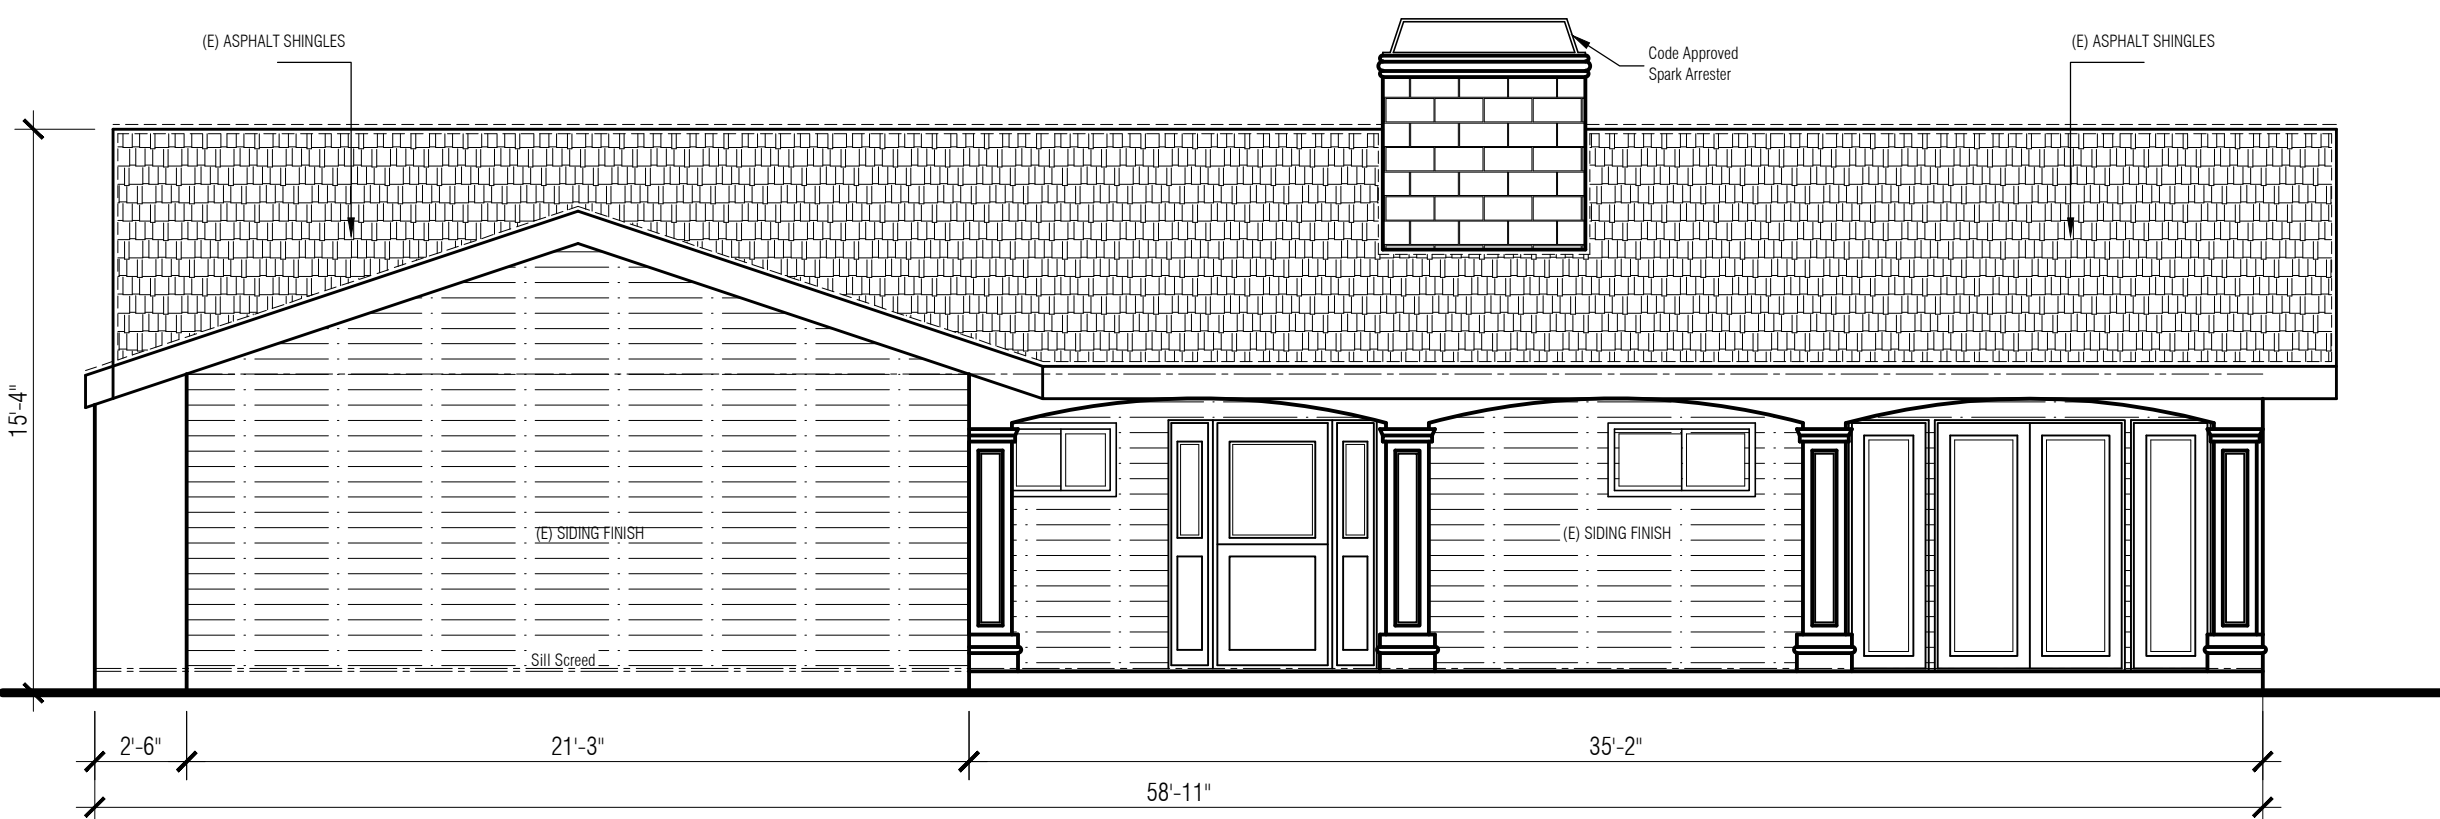 (E) ASPHALT SHINGLES
Code Approved
Spark Arrester
(E) ASPHALT SHINGLES
15'-4"
(E) SIDING FINISH
(E) SIDING FINISH
Sill Screed
2'-6"
21'-3"
35'-2"
58'-11"